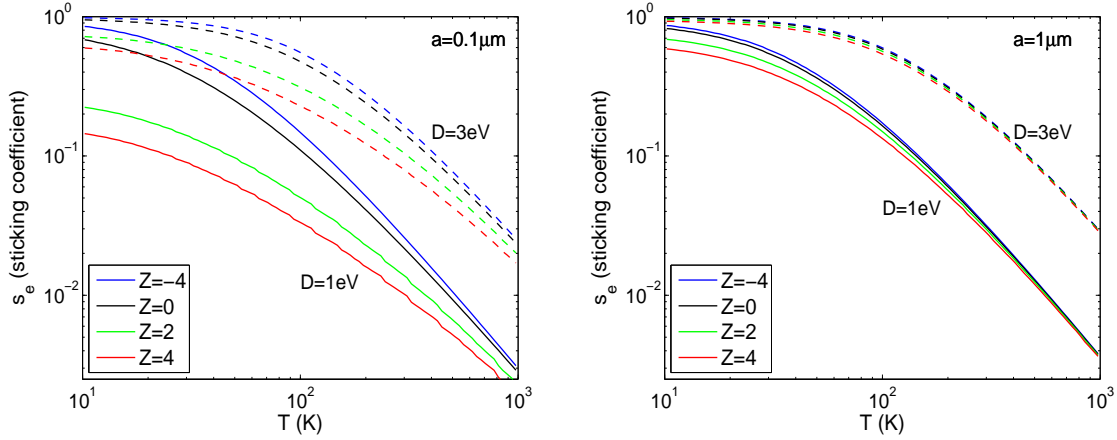 10^0
10^-1
10^-2
s_e (sticking coefficient)
a=0.1μm
D=3eV
D=1eV
Z=−4
Z=0
Z=2
Z=4
10^1
10^2
10^3
T (K)
10^0
10^-1
10^-2
s_e (sticking coefficient)
a=1μm
D=3eV
D=1eV
Z=−4
Z=0
Z=2
Z=4
10^1
10^2
10^3
T (K)